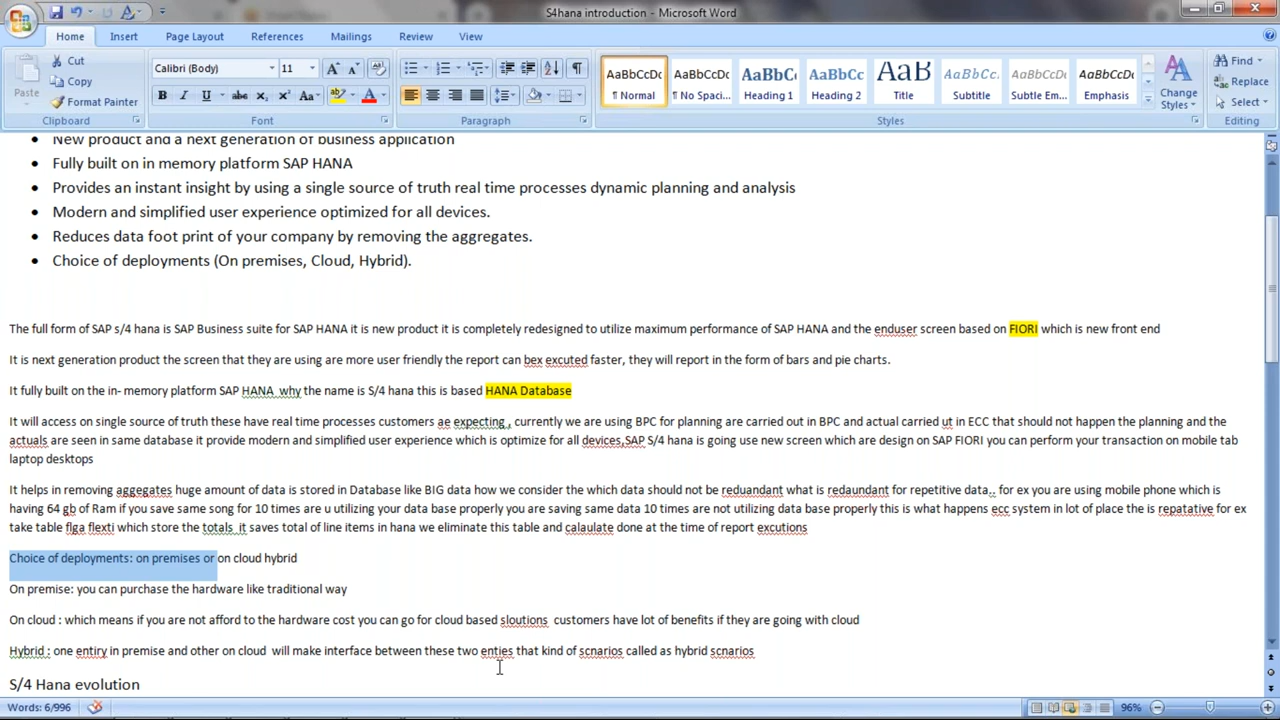 S4hana introduction - Microsoft Word
Home Insert Page Layout References Mailings Review View
Cut
Copy
Format Painter
Paste
Clipboard
Calibri (Body) 11
Font
Paragraph
AaBbCcDc AaBbCcDc AaBbC AaBbCc AaB AaBbCc. AaBbCcDc AaBbCcDc
¶ Normal ¶ No Spaci... Heading 1 Heading 2 Title Subtitle Subtle Em... Emphasis
Change Styles
Styles
Find
Replace
Select
Editing
• New product and a next generation of business application
• Fully built on in memory platform SAP HANA
• Provides an instant insight by using a single source of truth real time processes dynamic planning and analysis
• Modern and simplified user experience optimized for all devices.
• Reduces data foot print of your company by removing the aggregates.
• Choice of deployments (On premises, Cloud, Hybrid).
The full form of SAP s/4 hana is SAP Business suite for SAP HANA it is new product it is completely redesigned to utilize maximum performance of SAP HANA and the enduser screen based on FIORI which is new front end
It is next generation product the screen that they are using are more user friendly the report can bex excuted faster, they will report in the form of bars and pie charts.
It fully built on the in- memory platform SAP HANA why the name is S/4 hana this is based HANA Database
It will access on single source of truth these have real time processes customers ae expecting , currently we are using BPC for planning are carried out in BPC and actual carried ut in ECC that should not happen the planning and the
actuals are seen in same database it provide modern and simplified user experience which is optimize for all devices,SAP S/4 hana is going use new screen which are design on SAP FIORI you can perform your transaction on mobile tab
laptop desktops
It helps in removing aggregates huge amount of data is stored in Database like BIG data how we consider the which data should not be reduandant what is redaundant for repetitive data.. for ex you are using mobile phone which is
having 64 gb of Ram if you save same song for 10 times are u utilizing your data base properly you are saving same data 10 times are not utilizing data base properly this is what happens ecc system in lot of place the is repatative for ex
take table flga flexti which store the totals it saves total of line items in hana we eliminate this table and calaulate done at the time of report excutions
Choice of deployments: on premises or on cloud hybrid
On premise: you can purchase the hardware like traditional way
On cloud : which means if you are not afford to the hardware cost you can go for cloud based sloutions customers have lot of benefits if they are going with cloud
Hybrid : one entiry in premise and other on cloud will make interface between these two enties that kind of scnarios called as hybrid scnarios
S/4 Hana evolution
Words: 6/996
96%